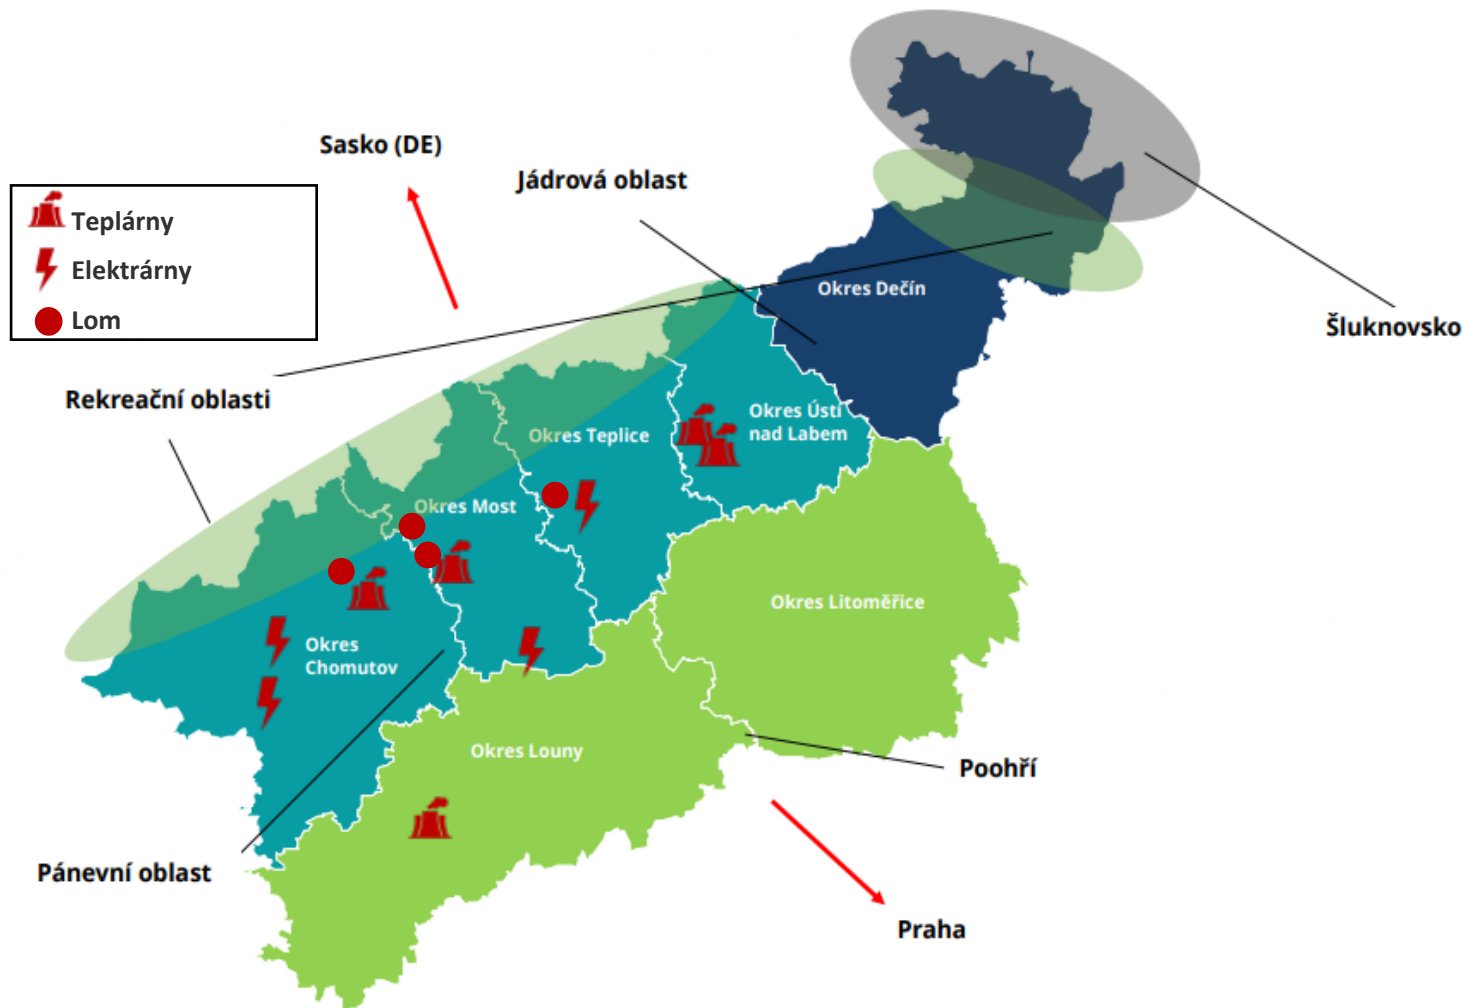 Sasko (DE)
Jádrová oblast
Teplárny
Elektrárny
Lom
Okres Děčín
Šluknovsko
Rekreační oblasti
Okres Ústí
nad Labem
Okres Teplice
Okres Most
Okres Litoměřice
Okres
Chomutov
Okres Louny
Poohří
Pánevní oblast
Praha